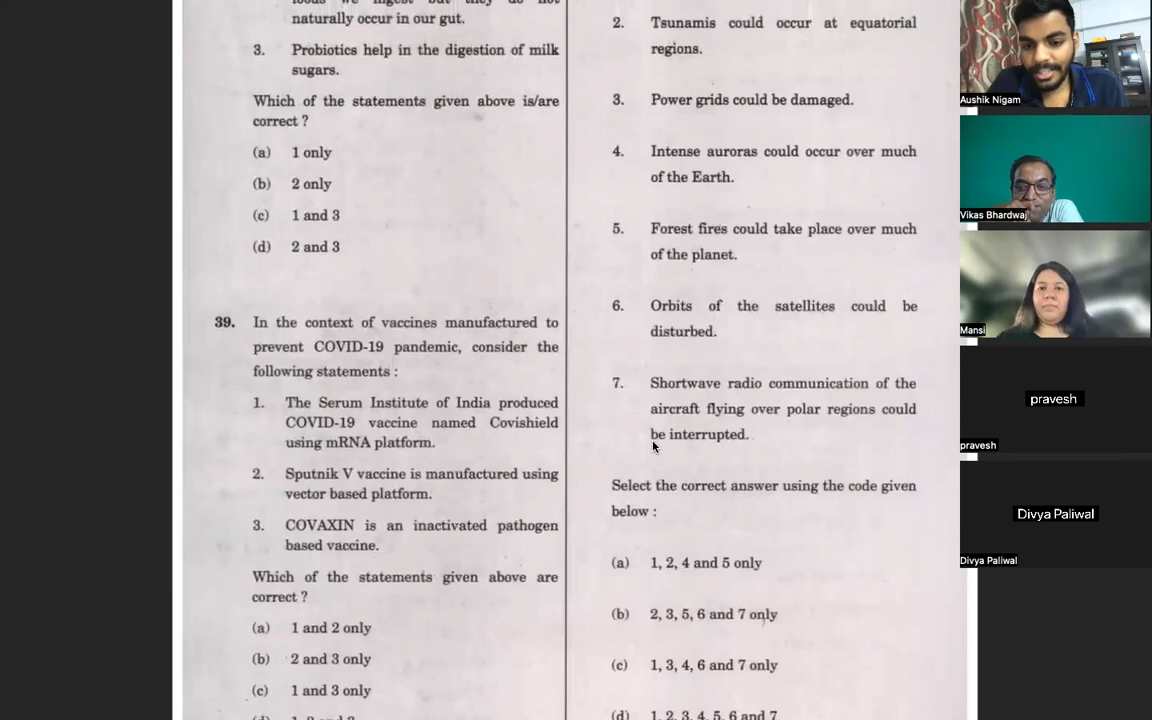 naturally occur in our gut.
3. Probiotics help in the digestion of milk
sugars.
Which of the statements given above is/are
correct ?
(a) 1 only
(b) 2 only
(c) 1 and 3
(d) 2 and 3
39. In the context of vaccines manufactured to
prevent COVID-19 pandemic, consider the
following statements :
1. The Serum Institute of India produced
COVID-19 vaccine named Covishield
using mRNA platform.
2. Sputnik V vaccine is manufactured using
vector based platform.
3. COVAXIN is an inactivated pathogen
based vaccine.
Which of the statements given above are
correct ?
(a) 1 and 2 only
(b) 2 and 3 only
(c) 1 and 3 only
2. Tsunamis could occur at equatorial
regions.
3. Power grids could be damaged.
4. Intense auroras could occur over much
of the Earth.
5. Forest fires could take place over much
of the planet.
6. Orbits of the satellites could be
disturbed.
7. Shortwave radio communication of the
aircraft flying over polar regions could
be interrupted.
Select the correct answer using the code given
below :
(a) 1, 2, 4 and 5 only
(b) 2, 3, 5, 6 and 7 only
(c) 1, 3, 4, 6 and 7 only
(d) 1, 2, 3, 4, 5, 6 and 7
Aushik Nigam
Vikas Bhardwaj
Mansi
pravesh
pravesh
Divya Paliwal
Divya Paliwal